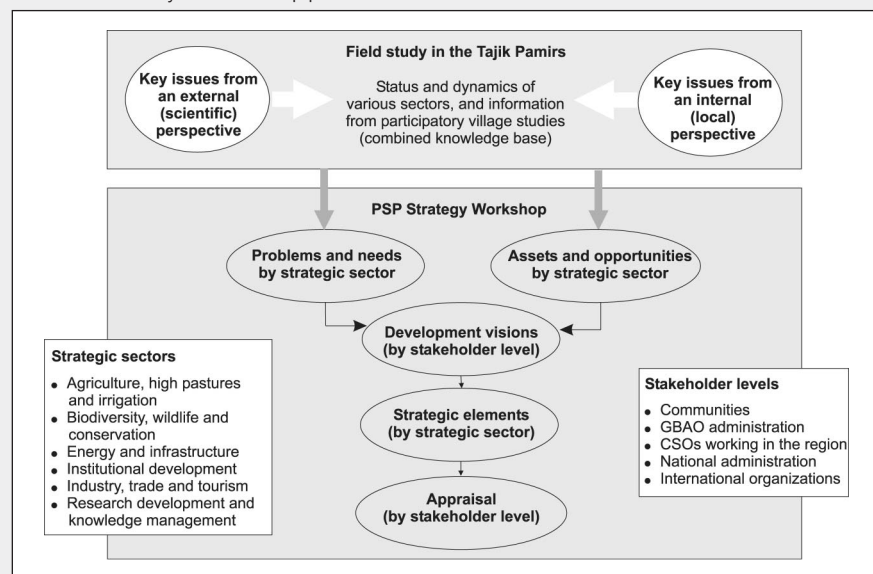 Field study in the Tajik Pamirs
Key issues from
an external
(scientific)
perspective
Status and dynamics of
various sectors, and information
from participatory village studies
(combined knowledge base)
Key issues from
an internal
(local)
perspective
PSP Strategy Workshop
Problems and needs
by strategic sector
Assets and opportunities
by strategic sector
Development visions
(by stakeholder level)
Strategic sectors
● Agriculture, high pastures
and irrigation
● Biodiversity, wildlife and
conservation
● Energy and infrastructure
● Institutional development
● Industry, trade and tourism
● Research development and
knowledge management
Strategic elements
(by strategic sector)
Stakeholder levels
● Communities
● GBAO administration
● CSOs working in the region
● National administration
● International organizations
Appraisal
(by stakeholder level)